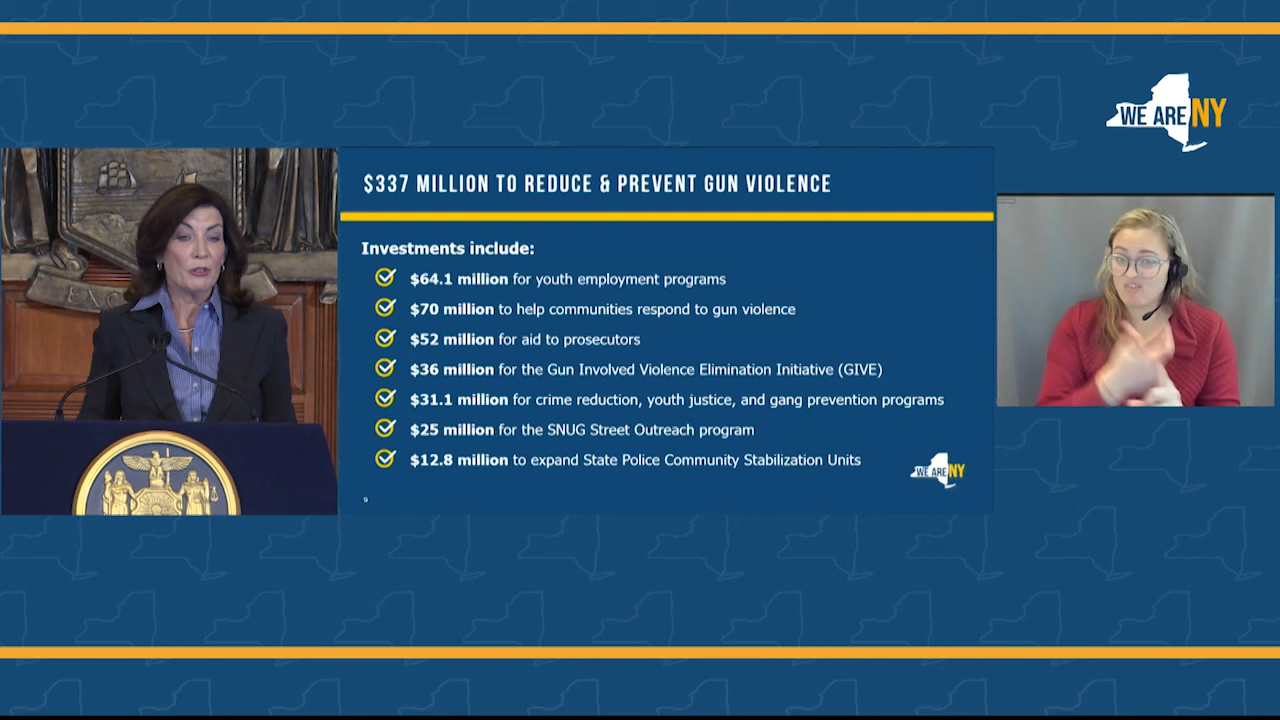 WE ARE NY
$337 MILLION TO REDUCE & PREVENT GUN VIOLENCE
Investments include:
$64.1 million for youth employment programs
$70 million to help communities respond to gun violence
$52 million for aid to prosecutors
$36 million for the Gun Involved Violence Elimination Initiative (GIVE)
$31.1 million for crime reduction, youth justice, and gang prevention programs
$25 million for the SNUG Street Outreach program
$12.8 million to expand State Police Community Stabilization Units
WE ARE NY
9
EXC